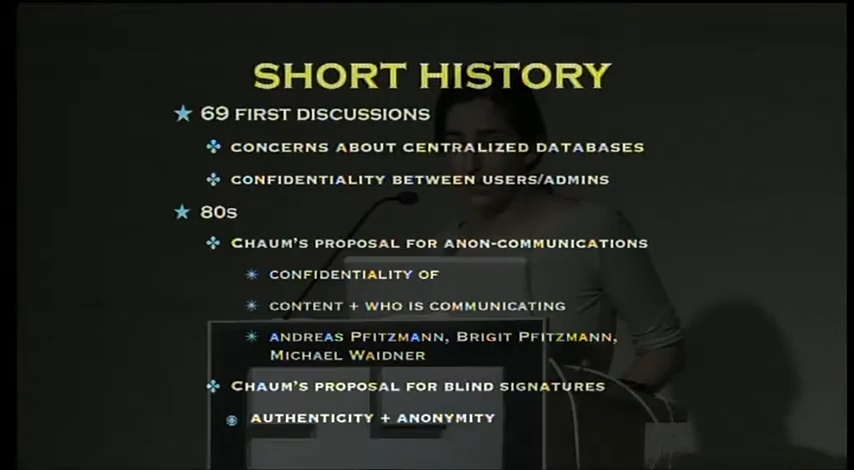 SHORT HISTORY
69 FIRST DISCUSSIONS
CONCERNS ABOUT CENTRALIZED DATABASES
CONFIDENTIALITY BETWEEN USERS/ADMINS
80S
CHAUM'S PROPOSAL FOR ANON-COMMUNICATIONS
CONFIDENTIALITY OF
CONTENT + WHO IS COMMUNICATING
ANDREAS PFITZMANN, BRIGIT PFITZMANN,
MICHAEL WAIDNER
CHAUM'S PROPOSAL FOR BLIND SIGNATURES
AUTHENTICITY + ANONYMITY